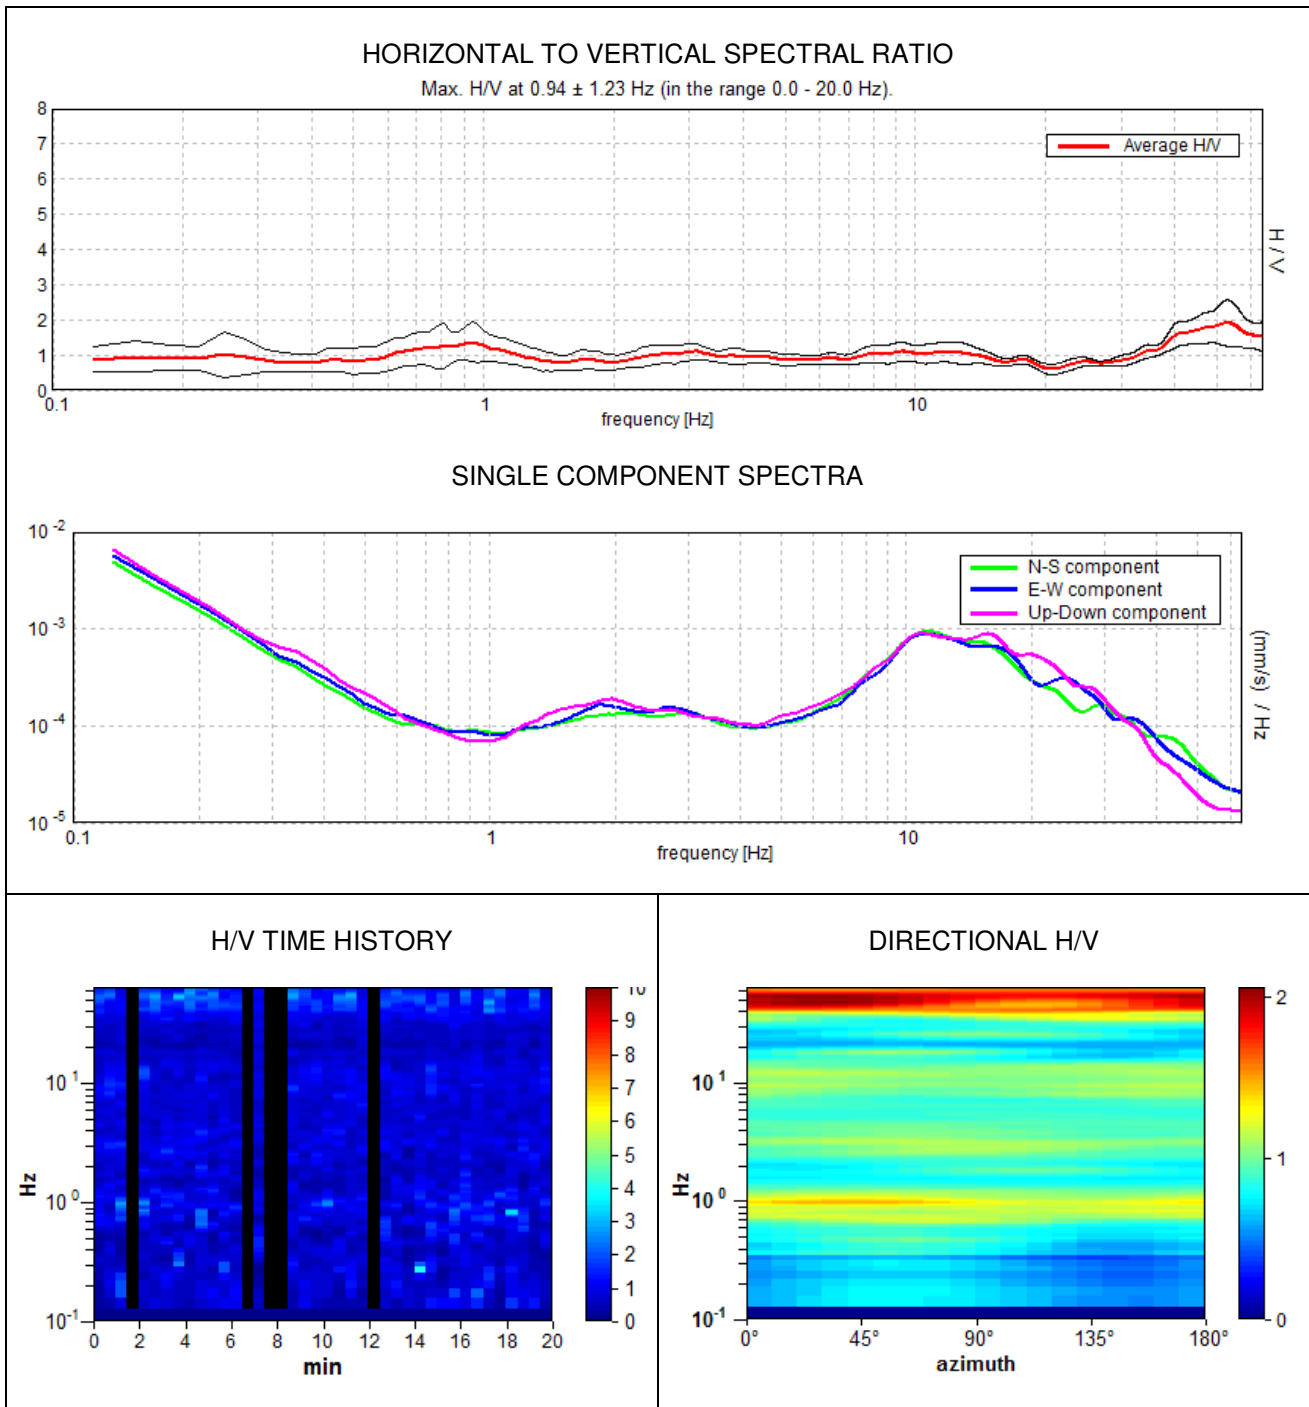 HORIZONTAL TO VERTICAL SPECTRAL RATIO
Max. H/V at 0.94 ± 1.23 Hz (in the range 0.0 - 20.0 Hz).
8
7
6
5
4
3
2
1
0
Average H/V
H / V
0.1 1 10
frequency [Hz]
SINGLE COMPONENT SPECTRA
10 -2
10 -3
10 -4
10 -5
N-S component
E-W component
Up-Down component
(mm/s) / Hz
0.1 1 10
frequency [Hz]
H/V TIME HISTORY
Hz
10 1
10 0
10 -1
0 2 4 6 8 10 12 14 16 18 20
min
10
9
8
7
6
5
4
3
2
1
0
DIRECTIONAL H/V
Hz
10 1
10 0
10 -1
0° 45° 90° 135° 180°
azimuth
2
1
0